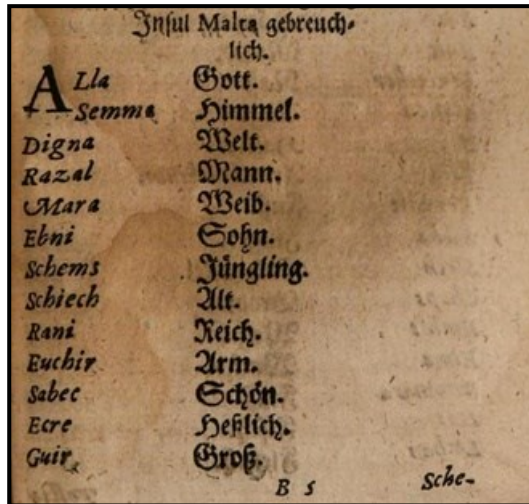 Insul Malta gebreuch-
lich.
ALla Gott.
Semma Himmel.
Digna Welt.
Razal Mann.
Mara Weib.
Ebni Sohn.
Schems Jüngling.
Schiech Alt.
Rani Reich.
Euchir Arm.
Sabec Schön.
Ecre Heßlich.
Guir Groß.
B 5 Sche-